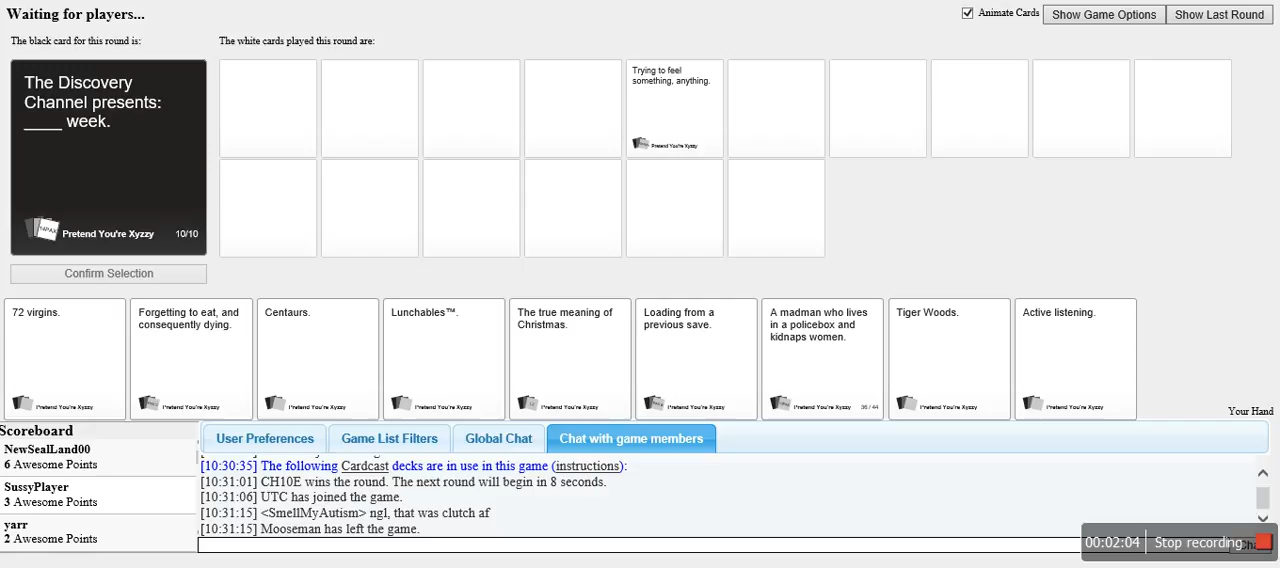 Waiting for players...
Animate Cards
Show Game Options
Show Last Round
The black card for this round is:
The white cards played this round are:
The Discovery
Channel presents:
____ week.
Pretend You're Xyzzy
10/10
Trying to feel
something, anything.
Pretend You're Xyzzy
Confirm Selection
72 virgins.
Pretend You're Xyzzy
Forgetting to eat, and
consequently dying.
Pretend You're Xyzzy
Centaurs.
Pretend You're Xyzzy
Lunchables™.
Pretend You're Xyzzy
The true meaning of
Christmas.
Pretend You're Xyzzy
Loading from a
previous save.
Pretend You're Xyzzy
A madman who lives
in a policebox and
kidnaps women.
Pretend You're Xyzzy
36 / 44
Tiger Woods.
Pretend You're Xyzzy
Active listening.
Pretend You're Xyzzy
Your Hand
Scoreboard
NewSealLand00
6 Awesome Points
SussyPlayer
3 Awesome Points
yarr
2 Awesome Points
User Preferences
Game List Filters
Global Chat
Chat with game members
[10:30:35] The following Cardcast decks are in use in this game (instructions):
[10:31:01] CH10E wins the round. The next round will begin in 8 seconds.
[10:31:06] UTC has joined the game.
[10:31:15] <SmellMyAutism> ngl, that was clutch af
[10:31:15] Mooseman has left the game.
00:02:04
Stop recording